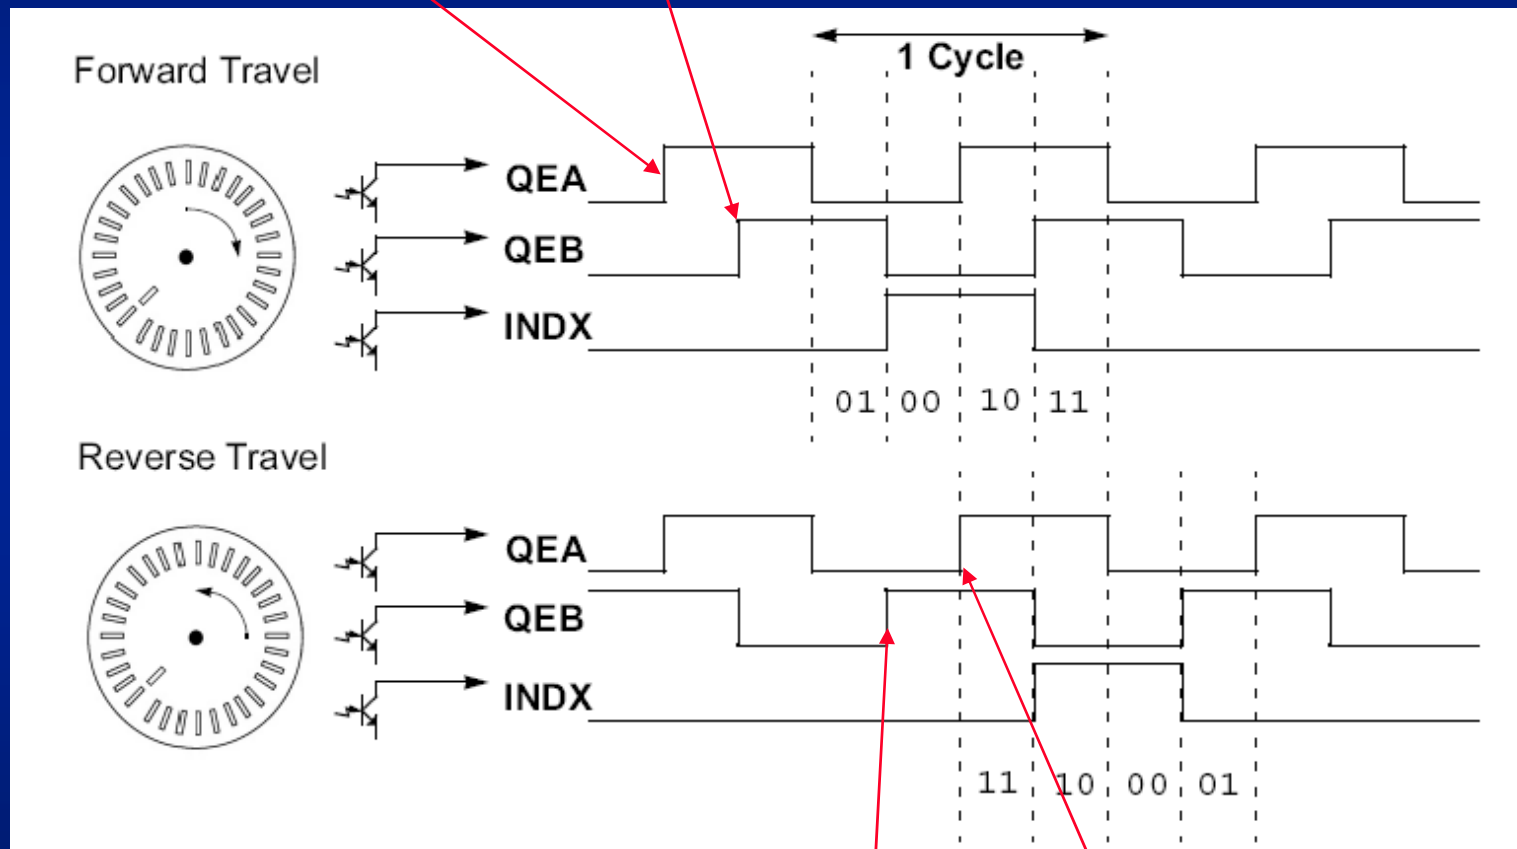 1 Cycle
Forward Travel
QEA
QEB
INDX
01 00 10 11
Reverse Travel
QEA
QEB
INDX
11 10 00 01